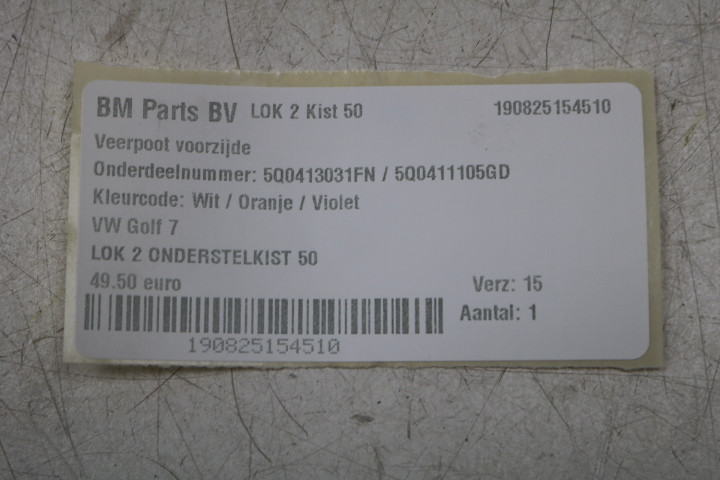 BM Parts BV LOK 2 Kist 50 190825154510
Veerpoot voorzijde
Onderdeelnummer: 5Q0413031FN / 5Q0411105GD
Kleurcode: Wit / Oranje / Violet
VW Golf 7
LOK 2 ONDERSTELKIST 50
49.50 euro Verz: 15
Aantal: 1
190825154510